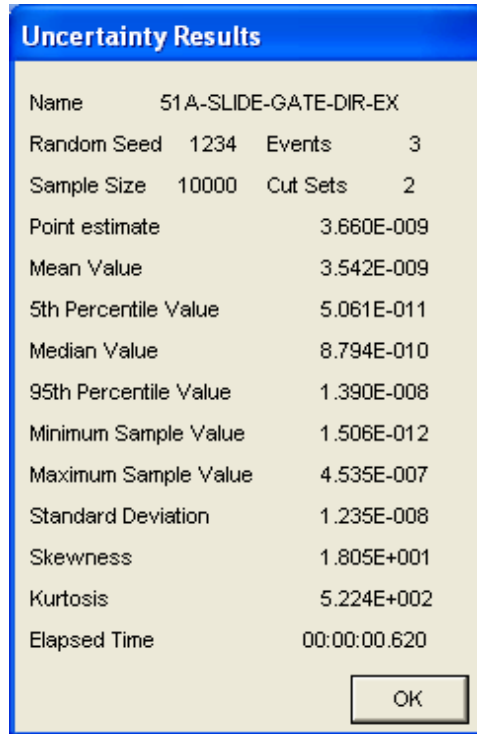 Uncertainty Results
Name 51A-SLIDE-GATE-DIR-EX
Random Seed 1234 Events 3
Sample Size 10000 Cut Sets 2
Point estimate 3.660E-009
Mean Value 3.542E-009
5th Percentile Value 5.061E-011
Median Value 8.794E-010
95th Percentile Value 1.390E-008
Minimum Sample Value 1.506E-012
Maximum Sample Value 4.535E-007
Standard Deviation 1.235E-008
Skewness 1.805E+001
Kurtosis 5.224E+002
Elapsed Time 00:00:00.620
OK